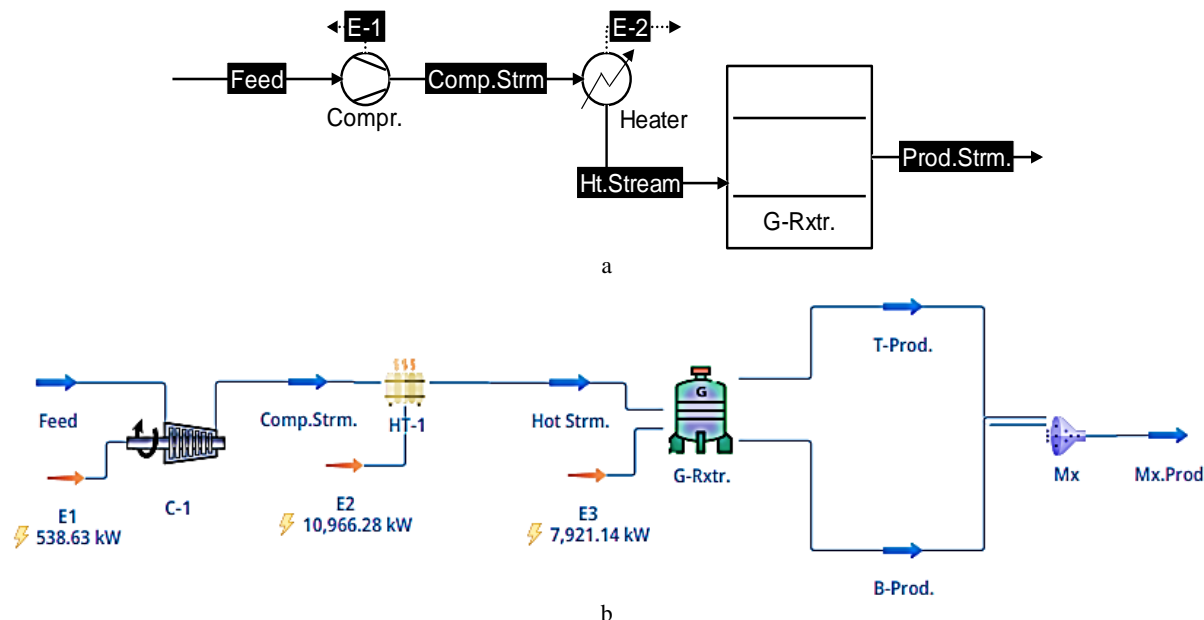 E-1
E-2
Feed
Comp.Strm
Compr.
Heater
Ht.Stream
Prod.Strm.
G-Rxtr.
a
T-Prod.
G
Feed
Comp.Strm.
HT-1
Hot Strm.
G-Rxtr.
Mx
Mx.Prod
C-1
E1
538.63 kW
E2
10,966.28 kW
E3
7,921.14 kW
B-Prod.
b